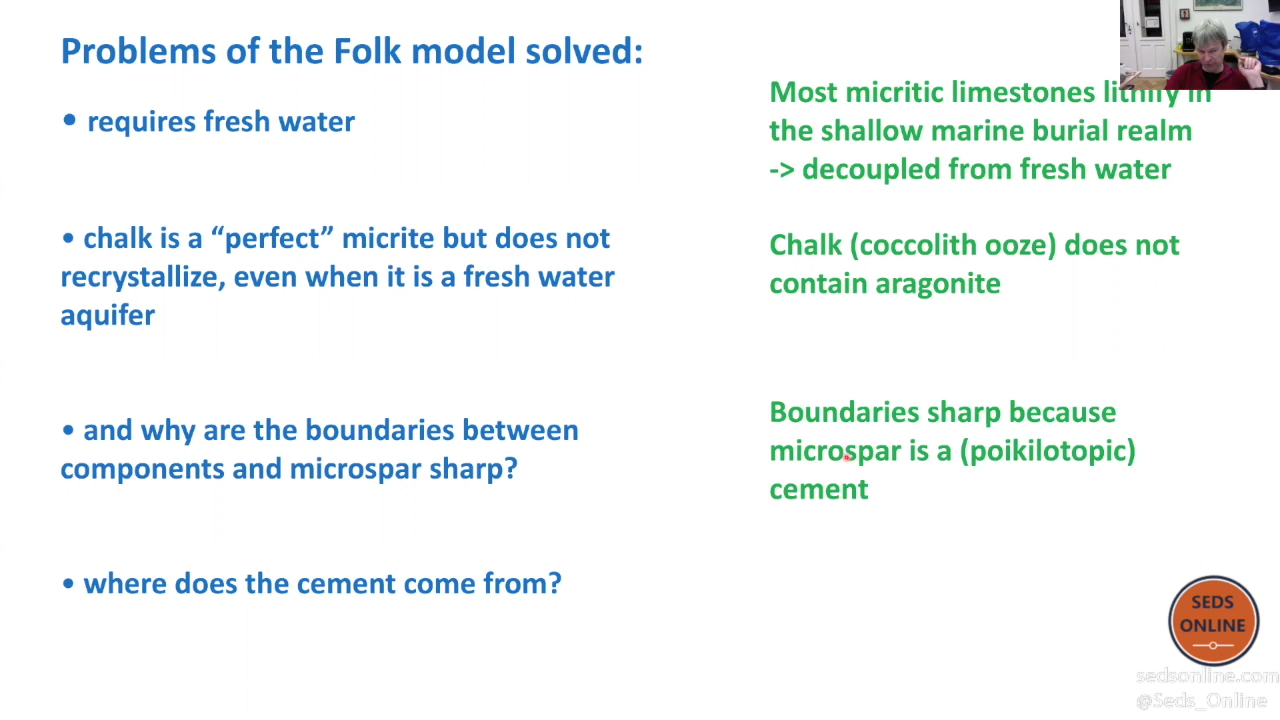 Problems of the Folk model solved:
• requires fresh water
Most micritic limestones lithify in
the shallow marine burial realm
-> decoupled from fresh water
• chalk is a “perfect” micrite but does not
recrystallize, even when it is a fresh water
aquifer
Chalk (coccolith ooze) does not
contain aragonite
• and why are the boundaries between
components and microspar sharp?
Boundaries sharp because
microspar is a (poikilotopic)
cement
• where does the cement come from?
SEDS
ONLINE
sedsonline.com
@Seds_Online